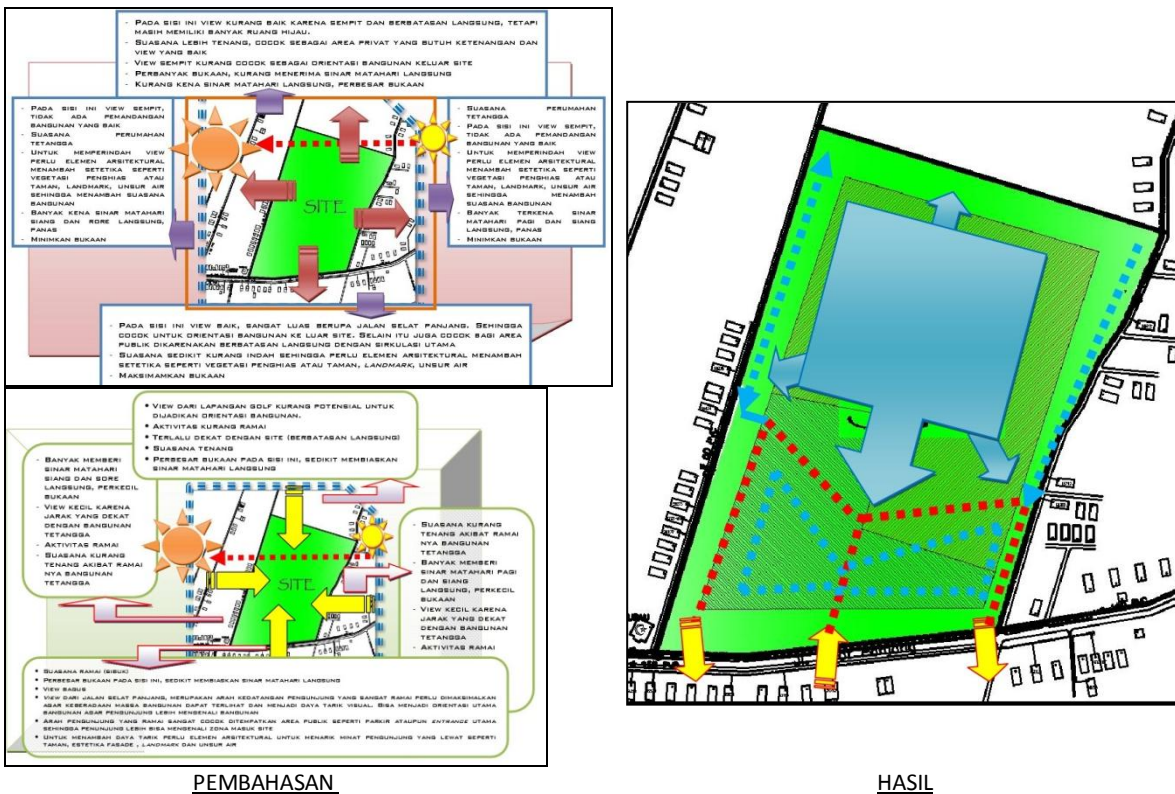 - PADA SISI INI VIEW KURANG BAIK KARENA SEMPIT DAN BERBATASAN LANGSUNG, TETAPI
MASIH MEMILIKI BANYAK RUANG HIJAU.
- SUASANA LEBIH TENANG, COCOK SEBAGAI AREA PRIVAT YANG BUTUH KETENANGAN DAN
VIEW YANG BAIK
- VIEW SEMPIT KURANG COCOK SEBAGAI ORIENTASI BANGUNAN KELUAR SITE
- PERBANYAK BUKAAN, KURANG MENERIMA SINAR MATAHARI LANGSUNG
- KURANG KENA SINAR MATAHARI LANGSUNG, PERBESAR BUKAAN
- PADA SISI INI VIEW SEMPIT,
TIDAK ADA PEMANDANGAN
BANGUNAN YANG BAIK
- SUASANA PERUMAHAN
TETANGGA
- UNTUK MEMPERINDAH VIEW
PERLU ELEMEN ARSITEKTURAL
MENAMBAH SETETIKA SEPERTI
VEGETASI PENGHIAS ATAU
TAMAN, LANDMARK, UNSUR AIR
SEHINGGA MENAMBAH SUASANA
BANGUNAN
- BANYAK KENA SINAR MATAHARI
SIANG DAN SORE LANGSUNG,
PANAS
- MINIMKAN BUKAAN
SITE
- SUASANA PERUMAHAN
TETANGGA
- PADA SISI INI VIEW SEMPIT,
TIDAK ADA PEMANDANGAN
BANGUNAN YANG BAIK
- UNTUK MEMPERINDAH VIEW
PERLU ELEMEN ARSITEKTURAL
MENAMBAH SETETIKA SEPERTI
VEGETASI PENGHIAS ATAU
TAMAN, LANDMARK, UNSUR AIR
SEHINGGA MENAMBAH
SUASANA BANGUNAN
- BANYAK TERKENA SINAR
MATAHARI PAGI DAN SIANG
LANGSUNG, PANAS
- MINIMKAN BUKAAN
- PADA SISI INI VIEW BAIK, SANGAT LUAS BERUPA JALAN SELAT PANJANG. SEHINGGA
COCOK UNTUK ORIENTASI BANGUNAN KE LUAR SITE. SELAIN ITU JUGA COCOK BAGI AREA
PUBLIK DIKARENAKAN BERBATASAN LANGSUNG DENGAN SIRKULASI UTAMA
- SUASANA SEDIKIT KURANG INDAH SEHINGGA PERLU ELEMEN ARSITEKTURAL MENAMBAH
SETETIKA SEPERTI VEGETASI PENGHIAS ATAU TAMAN, LANDMARK, UNSUR AIR
- MAKSIMAMKAN BUKAAN
• VIEW DARI LAPANGAN GOLF KURANG POTENSIAL UNTUK
DIJADIKAN ORIENTASI BANGUNAN.
• AKTIVITAS KURANG RAMAI
• TERLALU DEKAT DENGAN SITE (BERBATASAN LANGSUNG)
• SUASANA TENANG
• PERBESAR BUKAAN PADA SISI INI, SEDIKIT MEMBIASKAN
SINAR MATAHARI LANGSUNG
- BANYAK MEMBERI
SINAR MATAHARI
SIANG DAN SORE
LANGSUNG, PERKECIL
BUKAAN
- VIEW KECIL KARENA
JARAK YANG DEKAT
DENGAN BANGUNAN
TETANGGA
- AKTIVITAS RAMAI
- SUASANA KURANG
TENANG AKIBAT RAMAI
NYA BANGUNAN
TETANGGA
SITE
- SUASANA KURANG
TENANG AKIBAT RAMAI
NYA BANGUNAN
TETANGGA
- BANYAK MEMBERI
SINAR MATAHARI PAGI
DAN SIANG
LANGSUNG, PERKECIL
BUKAAN
- VIEW KECIL KARENA
JARAK YANG DEKAT
DENGAN BANGUNAN
TETANGGA
- AKTIVITAS RAMAI
• SUASANA RAMAI (BISUK)
• PERBESAR BUKAAN PADA SISI INI, SEDIKIT MEMBIASKAN SINAR MATAHARI LANGSUNG
• VIEW BAGUS
• VIEW DARI JALAN SELAT PANJANG, MERUPAKAN ARAH KEDATANGAN PENGUNJUNG YANG SANGAT RAMAI PERLU DIMAKSIMALKAN
AGAR KEBERADAAN MASSA BANGUNAN DAPAT TERLIHAT DAN MENJADI DAYA TARIK VISUAL. BISA MENJADI ORIENTASI UTAMA
BANGUNAN AGAR PENGUNJUNG LEBIH MENGENALI BANGUNAN
• ARAH PENGUNJUNG YANG RAMAI SANGAT COCOK DITEMPATKAN AREA PUBLIK SEPERTI PARKIR ATAUPUN ENTRANCE UTAMA
SEHINGGA PENUNJUNG LEBIH BISA MENGENALI ZONA MASUK SITE
• UNTUK MENAMBAH DAYA TARIK PERLU ELEMEN ARSITEKTURAL UNTUK MENARIK MINAT PENGUNJUNG YANG LEWAT SEPERTI
TAMAN, ESTETIKA FASADE , LANDMARK DAN UNSUR AIR
PEMBAHASAN
HASIL